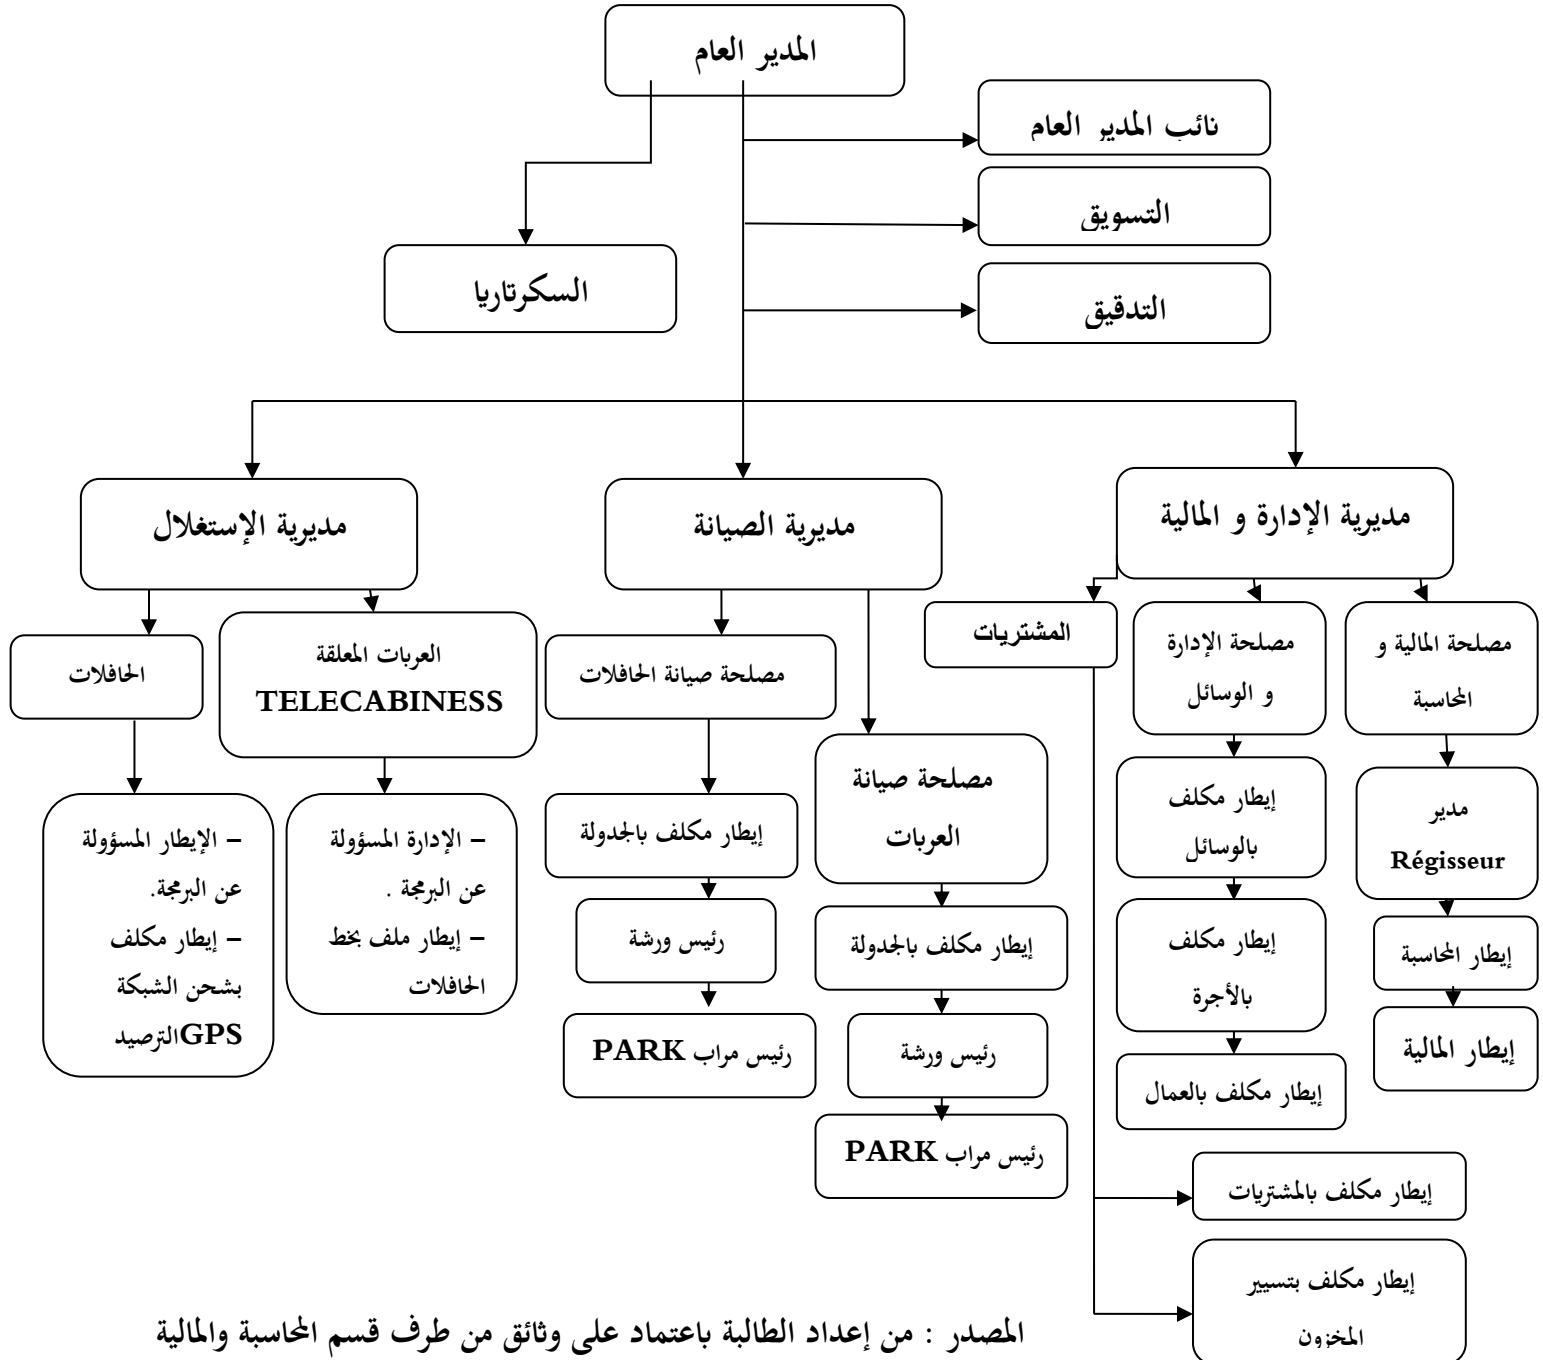 المدير العام
نائب المدير العام
التسويق
السكرتاريا
التدقيق
مديرية الإدارة و المالية
مديرية الصيانة
مديرية الإستغلال
مصلحة المالية و
المحاسبة
مدير
Régisseur
إيطار المحاسبة
إيطار المالية
مصلحة الإدارة
و الوسائل
إيطار مكلف
بالوسائل
إيطار مكلف
بالأجرة
إيطار مكلف بالعمال
المشتريات
إيطار مكلف بالمشتريات
إيطار مكلف بتسيير
المخزون
مصلحة صيانة
العربات
إيطار مكلف بالجدولة
رئيس ورشة
رئيس مراب PARK
مصلحة صيانة الحافلات
إيطار مكلف بالجدولة
رئيس ورشة
رئيس مراب PARK
العربات المعلقة
TELECABINESS
– الإدارة المسؤولة
عن البرمجة .
– إيطار ملف بخط
الحافلات
الحافلات
– الإيطار المسؤولة
عن البرمجة.
– إيطار مكلف
بشحن الشبكة
GPSالترصيد
المصدر : من إعداد الطالبة باعتماد على وثائق من طرف قسم المحاسبة والمالية